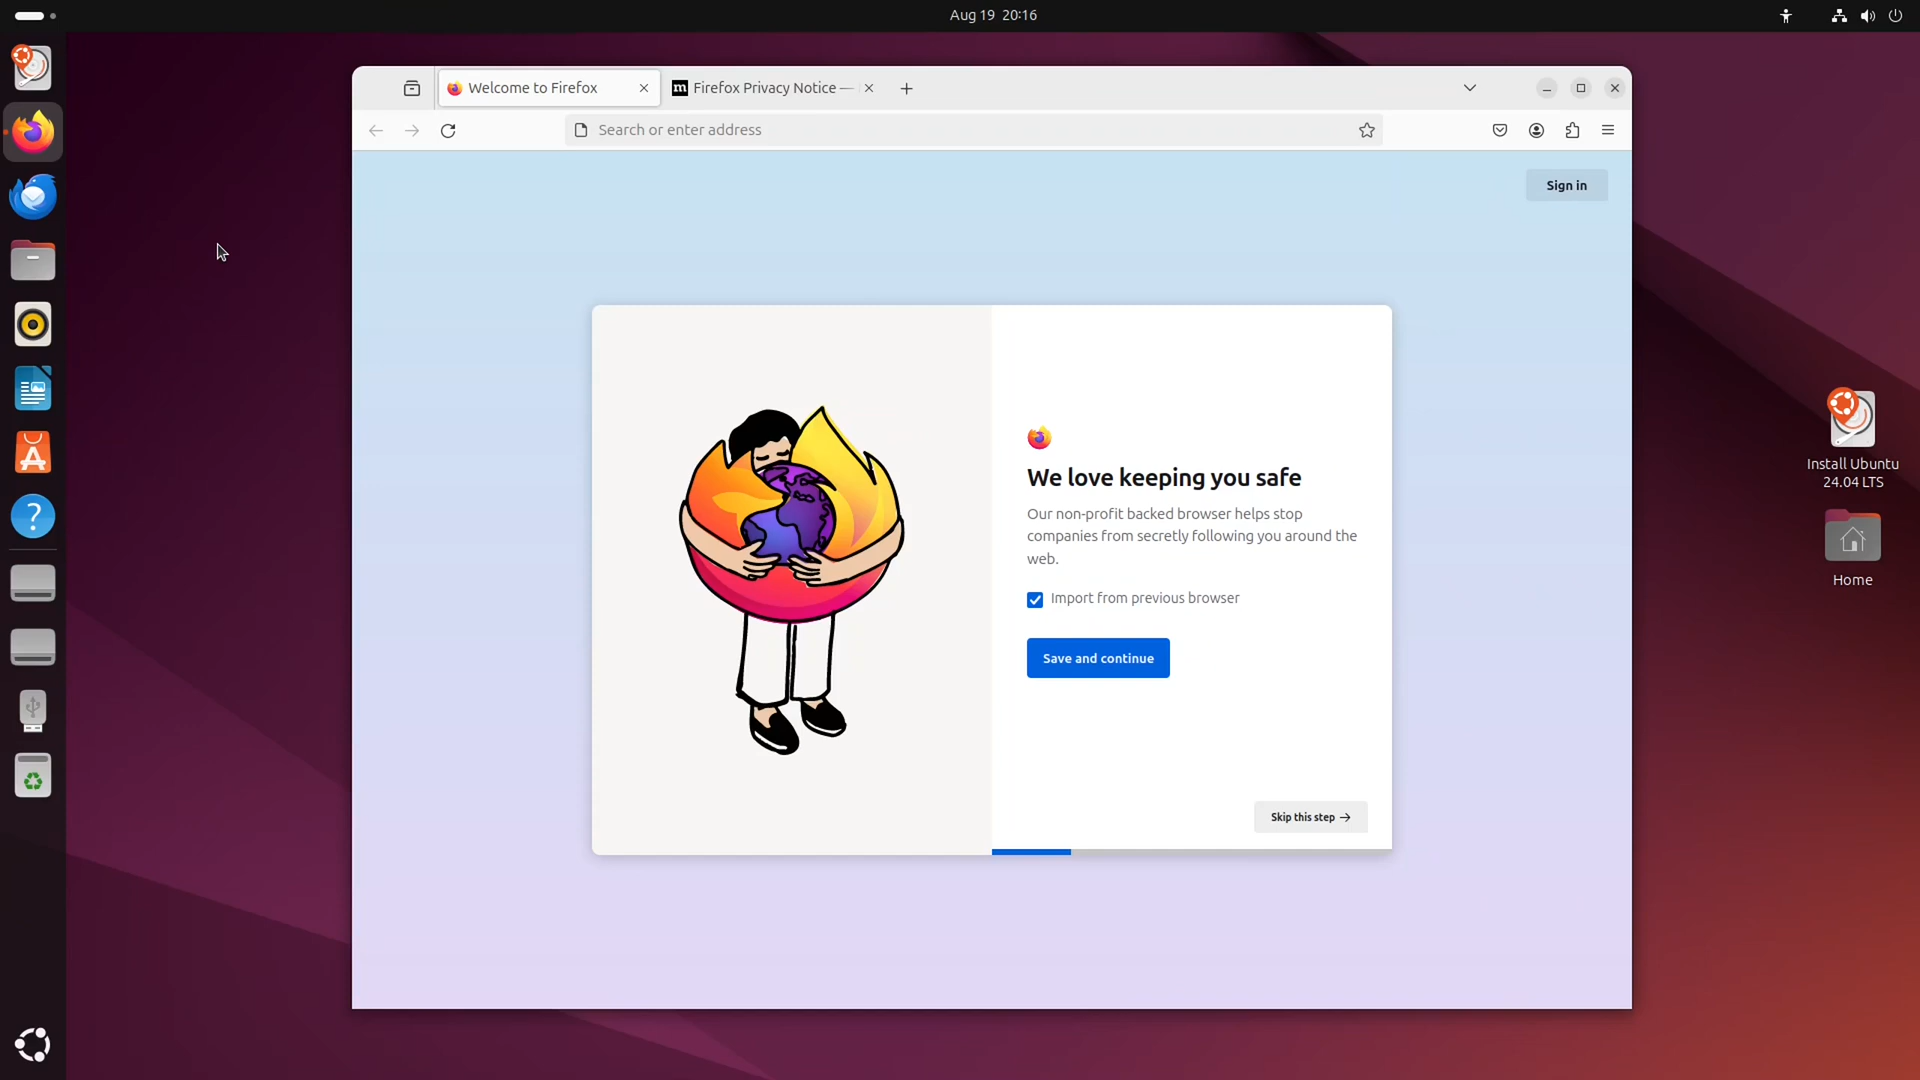 Aug 19 20:16
Welcome to Firefox
Firefox Privacy Notice —
Search or enter address
Sign in
We love keeping you safe
Our non-profit backed browser helps stop
companies from secretly following you around the
web.
Import from previous browser
Save and continue
Skip this step →
Install Ubuntu
24.04 LTS
Home